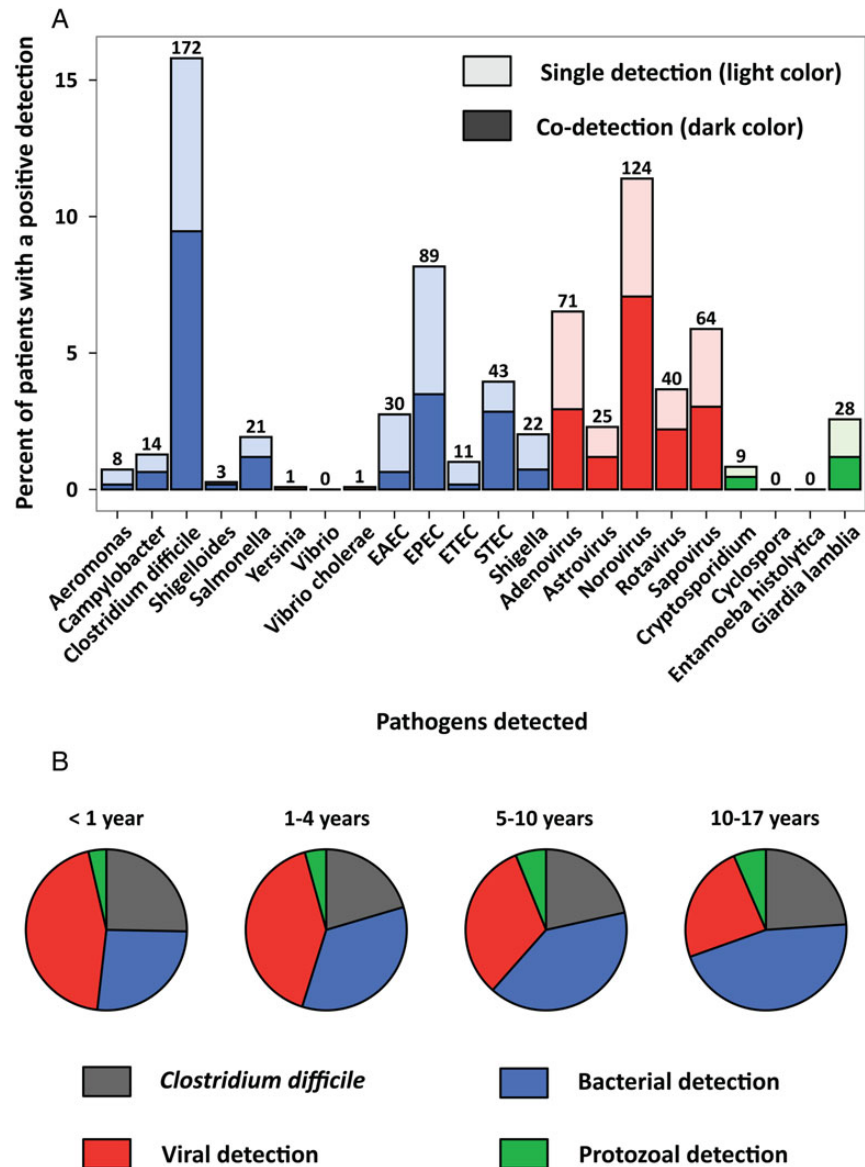 A
Percent of patients with a positive detection
15
10
5
0
Single detection (light color)
Co-detection (dark color)
8
14
172
3
21
1
0
1
30
89
11
43
22
71
25
124
40
64
9
0
0
28
Aeromonas
Campylobacter
Clostridium difficile
Shigelloides
Salmonella
Yersinia
Vibrio
Vibrio cholerae
EAEC
EPEC
ETEC
STEC
Shigella
Adenovirus
Astrovirus
Norovirus
Rotavirus
Sapovirus
Cryptosporidium
Cyclospora
Entamoeba histolytica
Giardia lamblia
Pathogens detected
B
< 1 year
1-4 years
5-10 years
10-17 years
Clostridium difficile
Bacterial detection
Viral detection
Protozoal detection